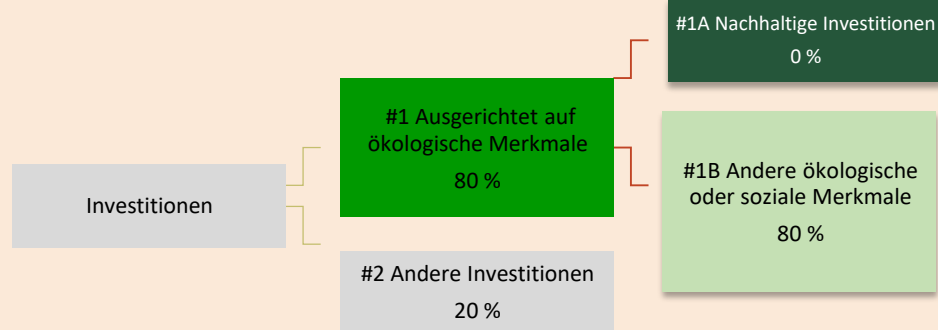 #1A Nachhaltige Investitionen
0 %
#1 Ausgerichtet auf
ökologische Merkmale
80 %
#1B Andere ökologische
oder soziale Merkmale
80 %
Investitionen
#2 Andere Investitionen
20 %